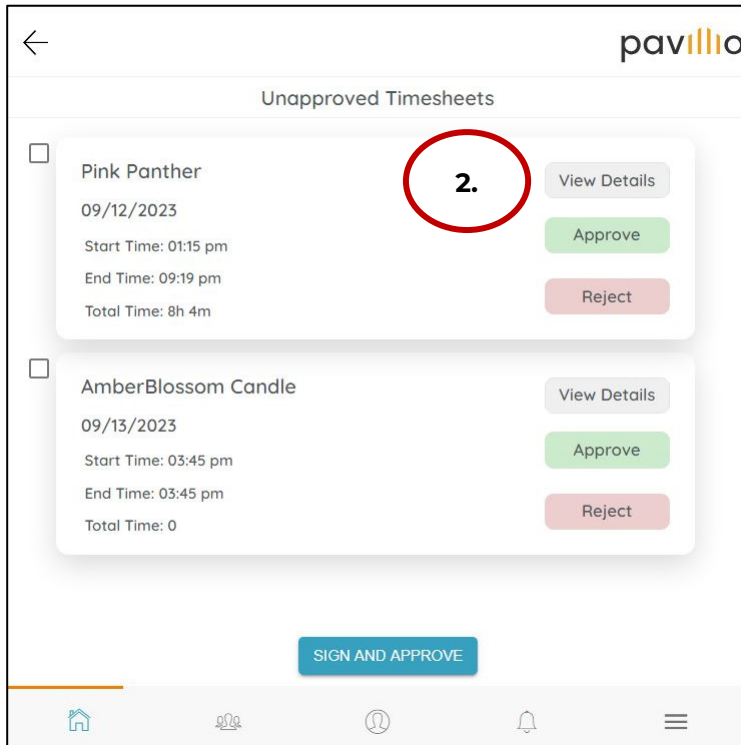 pavillio
Unapproved Timesheets
Pink Panther
2.
View Details
09/12/2023
Approve
Start Time: 01:15 pm
End Time: 09:19 pm
Reject
Total Time: 8h 4m
AmberBlossom Candle
View Details
09/13/2023
Approve
Start Time: 03:45 pm
End Time: 03:45 pm
Reject
Total Time: 0
SIGN AND APPROVE